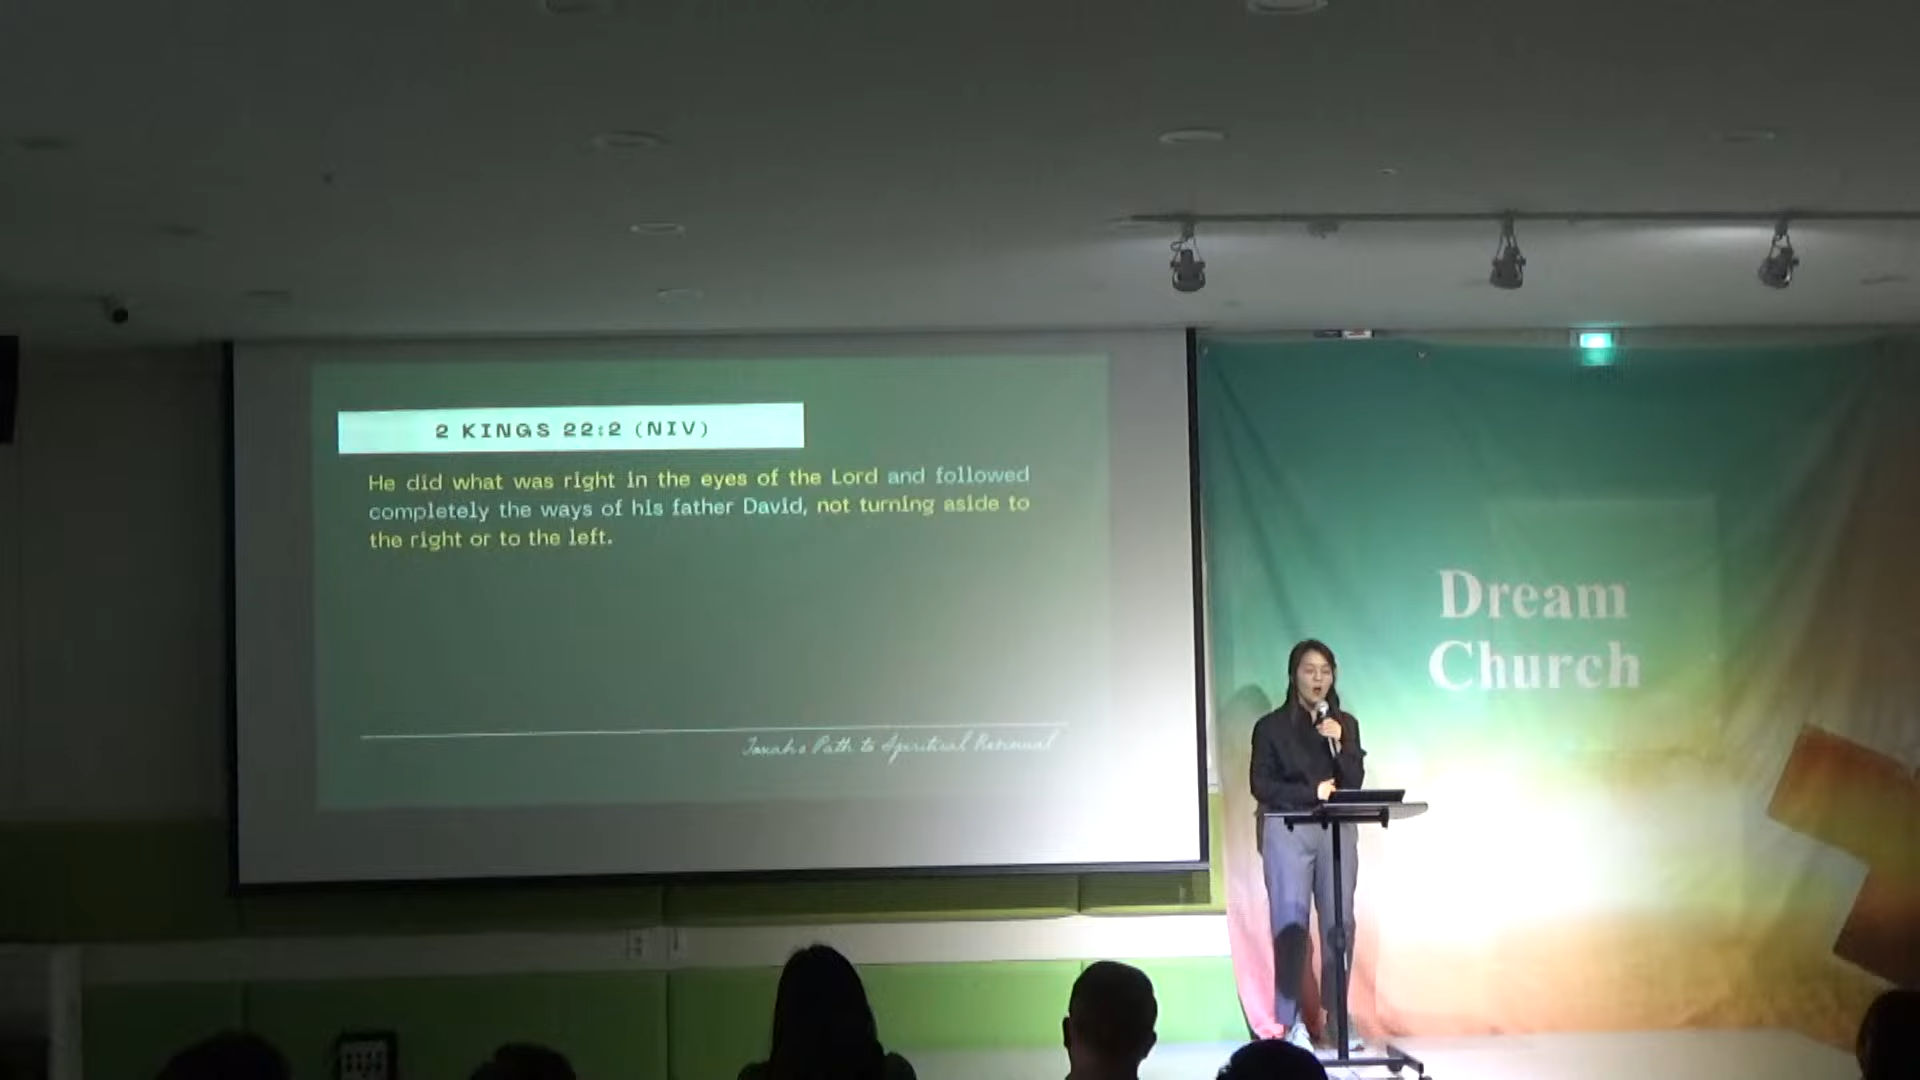 2 KINGS 22:2 (NIV)
He did what was right in the eyes of the Lord and followed
completely the ways of his father David, not turning aside to
the right or to the left.
Josiah's Path to Spiritual Renewal
Dream
Church